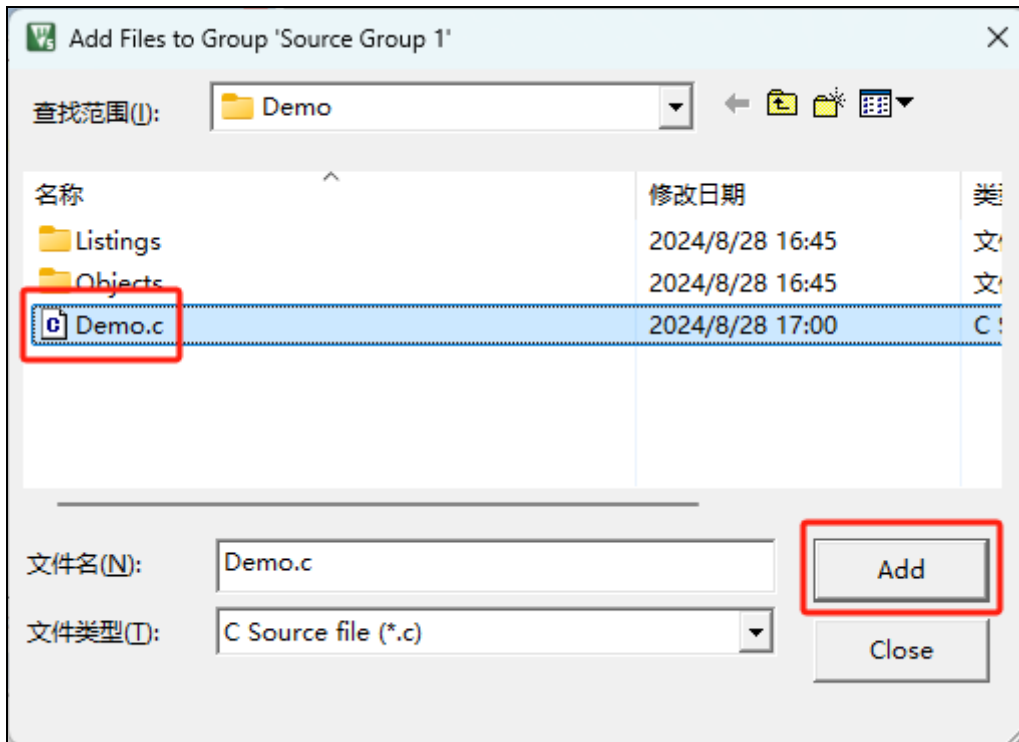 Add Files to Group 'Source Group 1'
查找范围(I): Demo
名称 修改日期
Listings 2024/8/28 16:45 文
Objects 2024/8/28 16:45 文
Demo.c 2024/8/28 17:00 C
文件名(N): Demo.c
Add
文件类型(T): C Source file (*.c)
Close